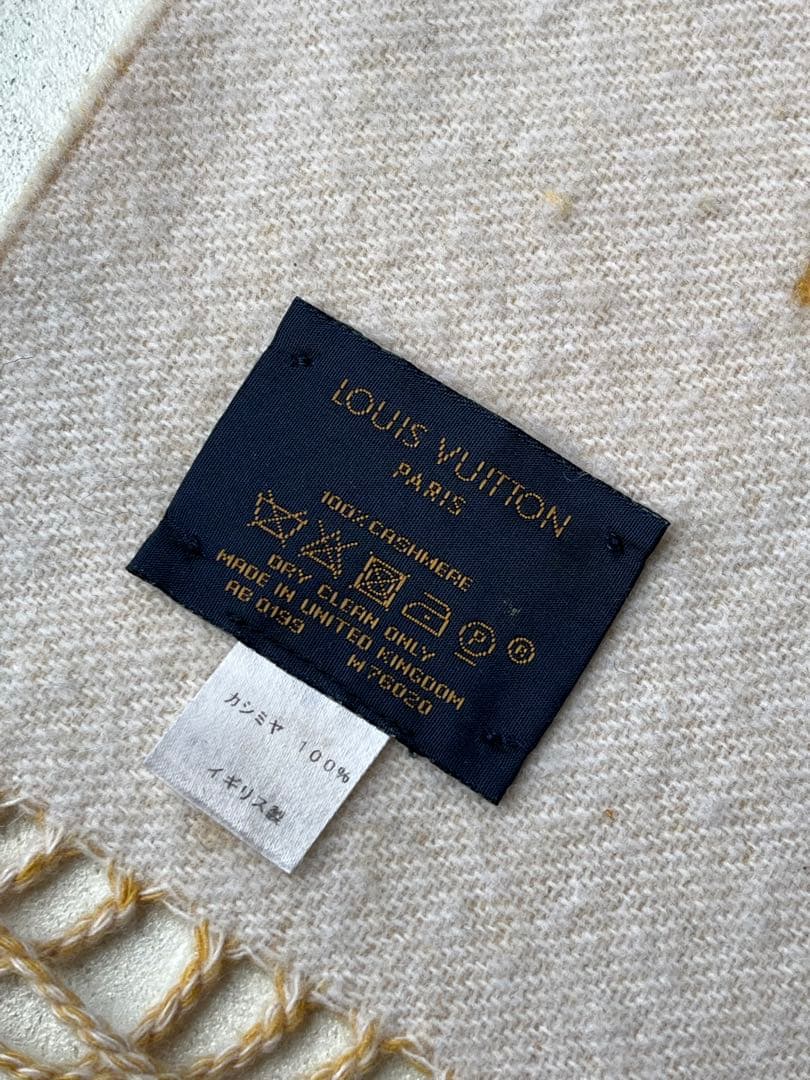 LOUIS VUITTON
PARIS
100% CASHMERE
P ®
DRY CLEAN ONLY
MADE IN UNITED KINGDOM
AB 0199 M76020
カシミヤ 100%
イギリス製